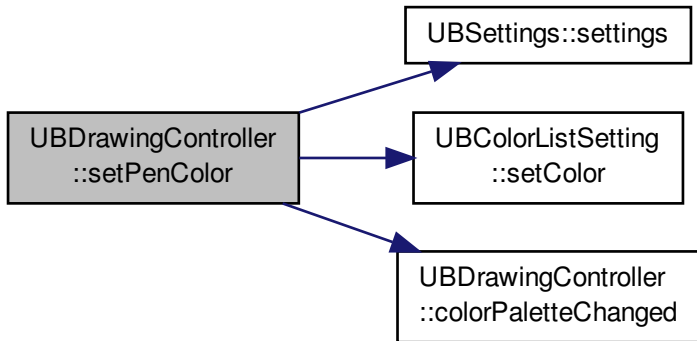 UBSettings::settings
UBDrawingController
::setPenColor
UBColorListSetting
::setColor
UBDrawingController
::colorPaletteChanged